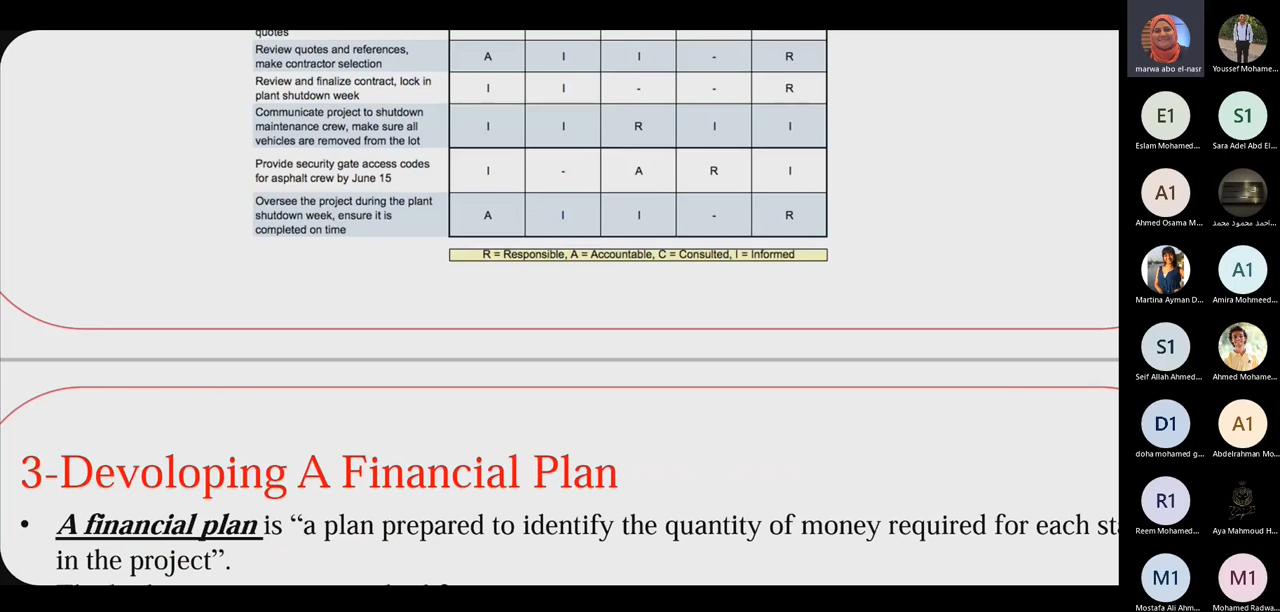 quotes
Review quotes and references,
make contractor selection
A I I - R
Review and finalize contract, lock in
plant shutdown week
I I - - R
Communicate project to shutdown
maintenance crew, make sure all
vehicles are removed from the lot
I I R I I
Provide security gate access codes
for asphalt crew by June 15
I - A R I
Oversee the project during the plant
shutdown week, ensure it is
completed on time
A I I - R
R = Responsible, A = Accountable, C = Consulted, I = Informed
3-Devoloping A Financial Plan
• A financial plan is “a plan prepared to identify the quantity of money required for each sta
in the project”.
marwa abo el-nasr
Youssef Mohame...
E1
Eslam Mohamed...
S1
Sara Adel Abd El...
A1
Ahmed Osama M...
احمد محمود محمد
Martina Ayman D...
A1
Amira Mohmeed...
S1
Seif Allah Ahmed...
Ahmed Mohame...
D1
doha mohamed g...
A1
Abdelrahman Mo...
R1
Reem Mohamed...
Aya Mahmoud H...
M1
Mostafa Ali Ahm...
M1
Mohamed Radwa...